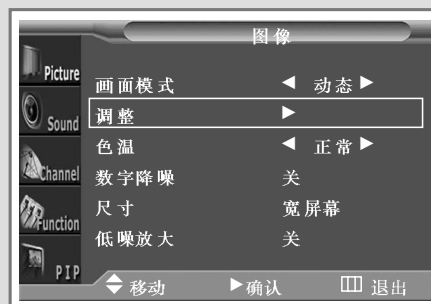 图像
Picture
画面模式 ◀ 动态 ▶
Sound
调整 ▶
色温 ◀ 正常 ▶
Channel
数字降噪 关
Function
尺寸 宽屏幕
低噪放大 关
PIP
移动 ▶确认 退出